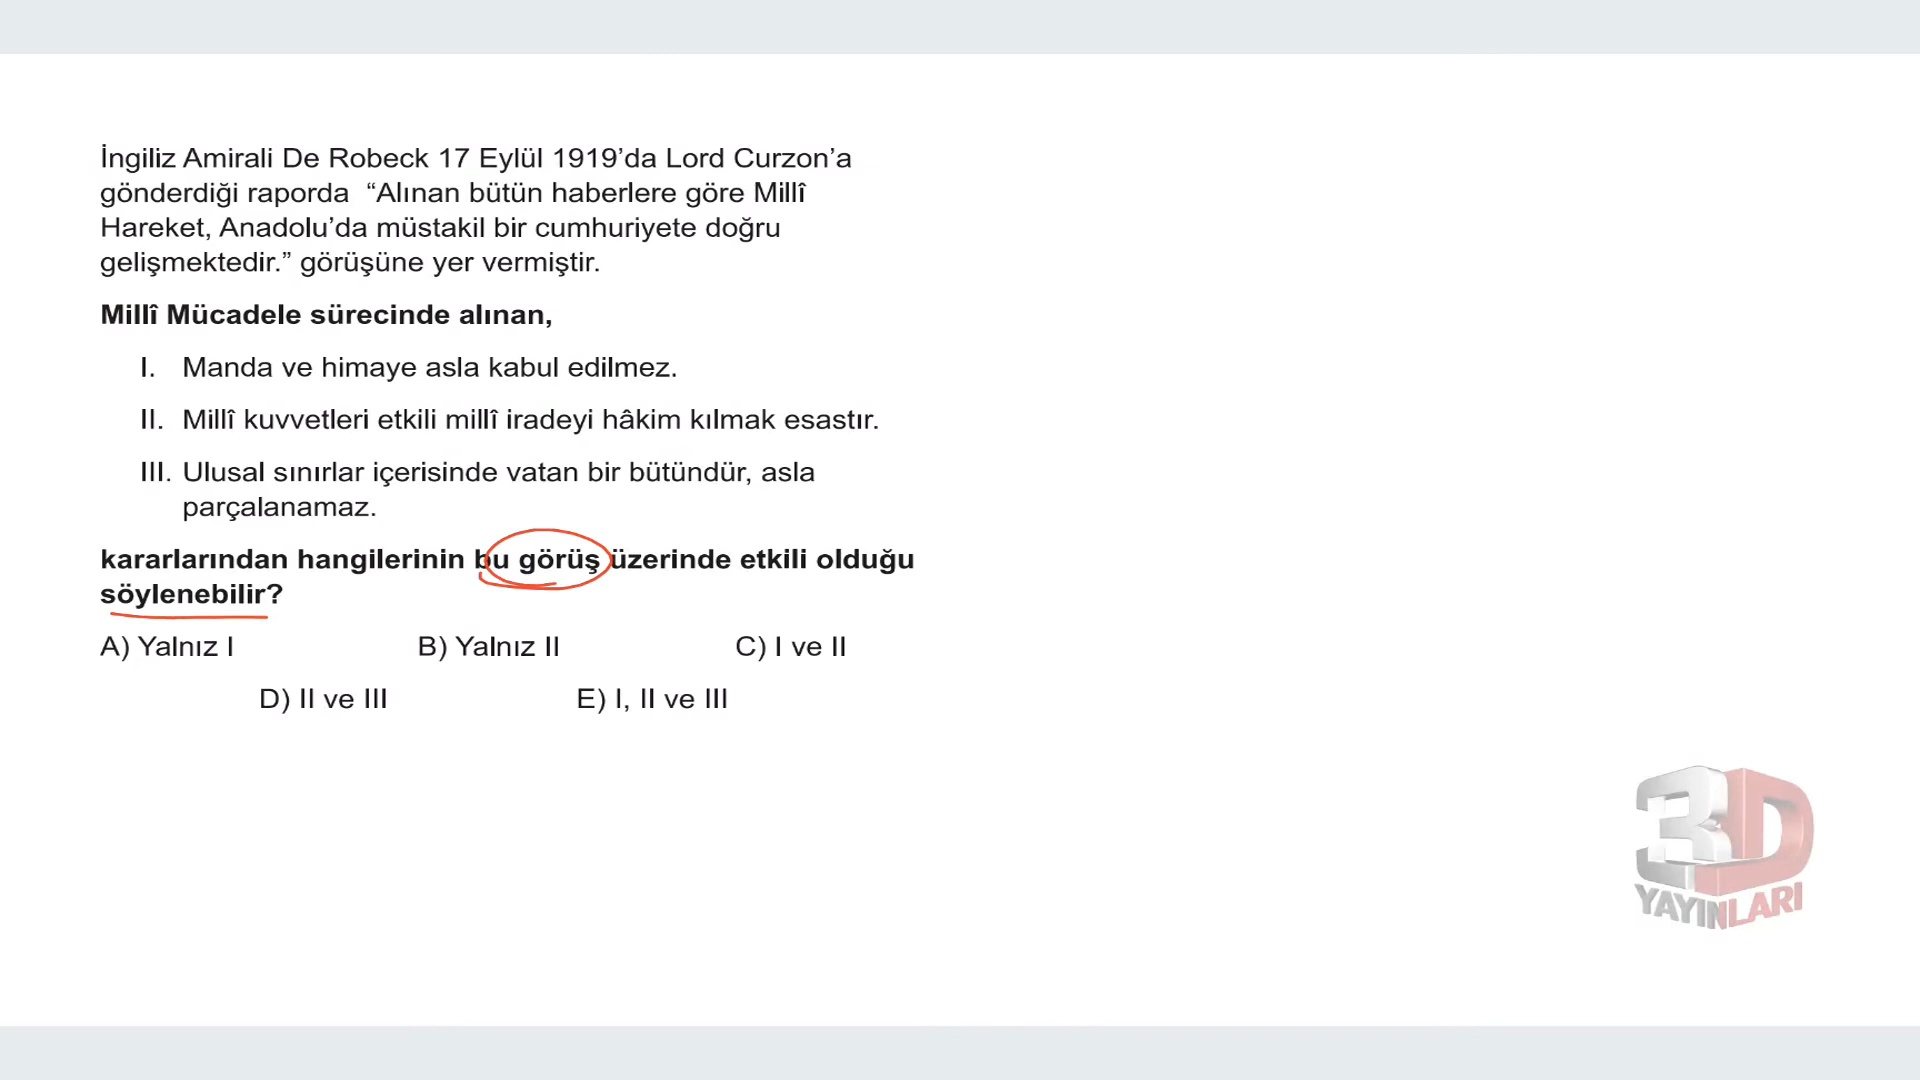 İngiliz Amirali De Robeck 17 Eylül 1919’da Lord Curzon’a
gönderdiği raporda “Alınan bütün haberlere göre Millî
Hareket, Anadolu’da müstakil bir cumhuriyete doğru
gelişmektedir.” görüşüne yer vermiştir.
Millî Mücadele sürecinde alınan,
I. Manda ve himaye asla kabul edilmez.
II. Millî kuvvetleri etkili millî iradeyi hâkim kılmak esastır.
III. Ulusal sınırlar içerisinde vatan bir bütündür, asla
parçalanamaz.
kararlarından hangilerinin bu görüş üzerinde etkili olduğu
söylenebilir?
A) Yalnız I B) Yalnız II C) I ve II
D) II ve III E) I, II ve III
3D
YAYINLARI